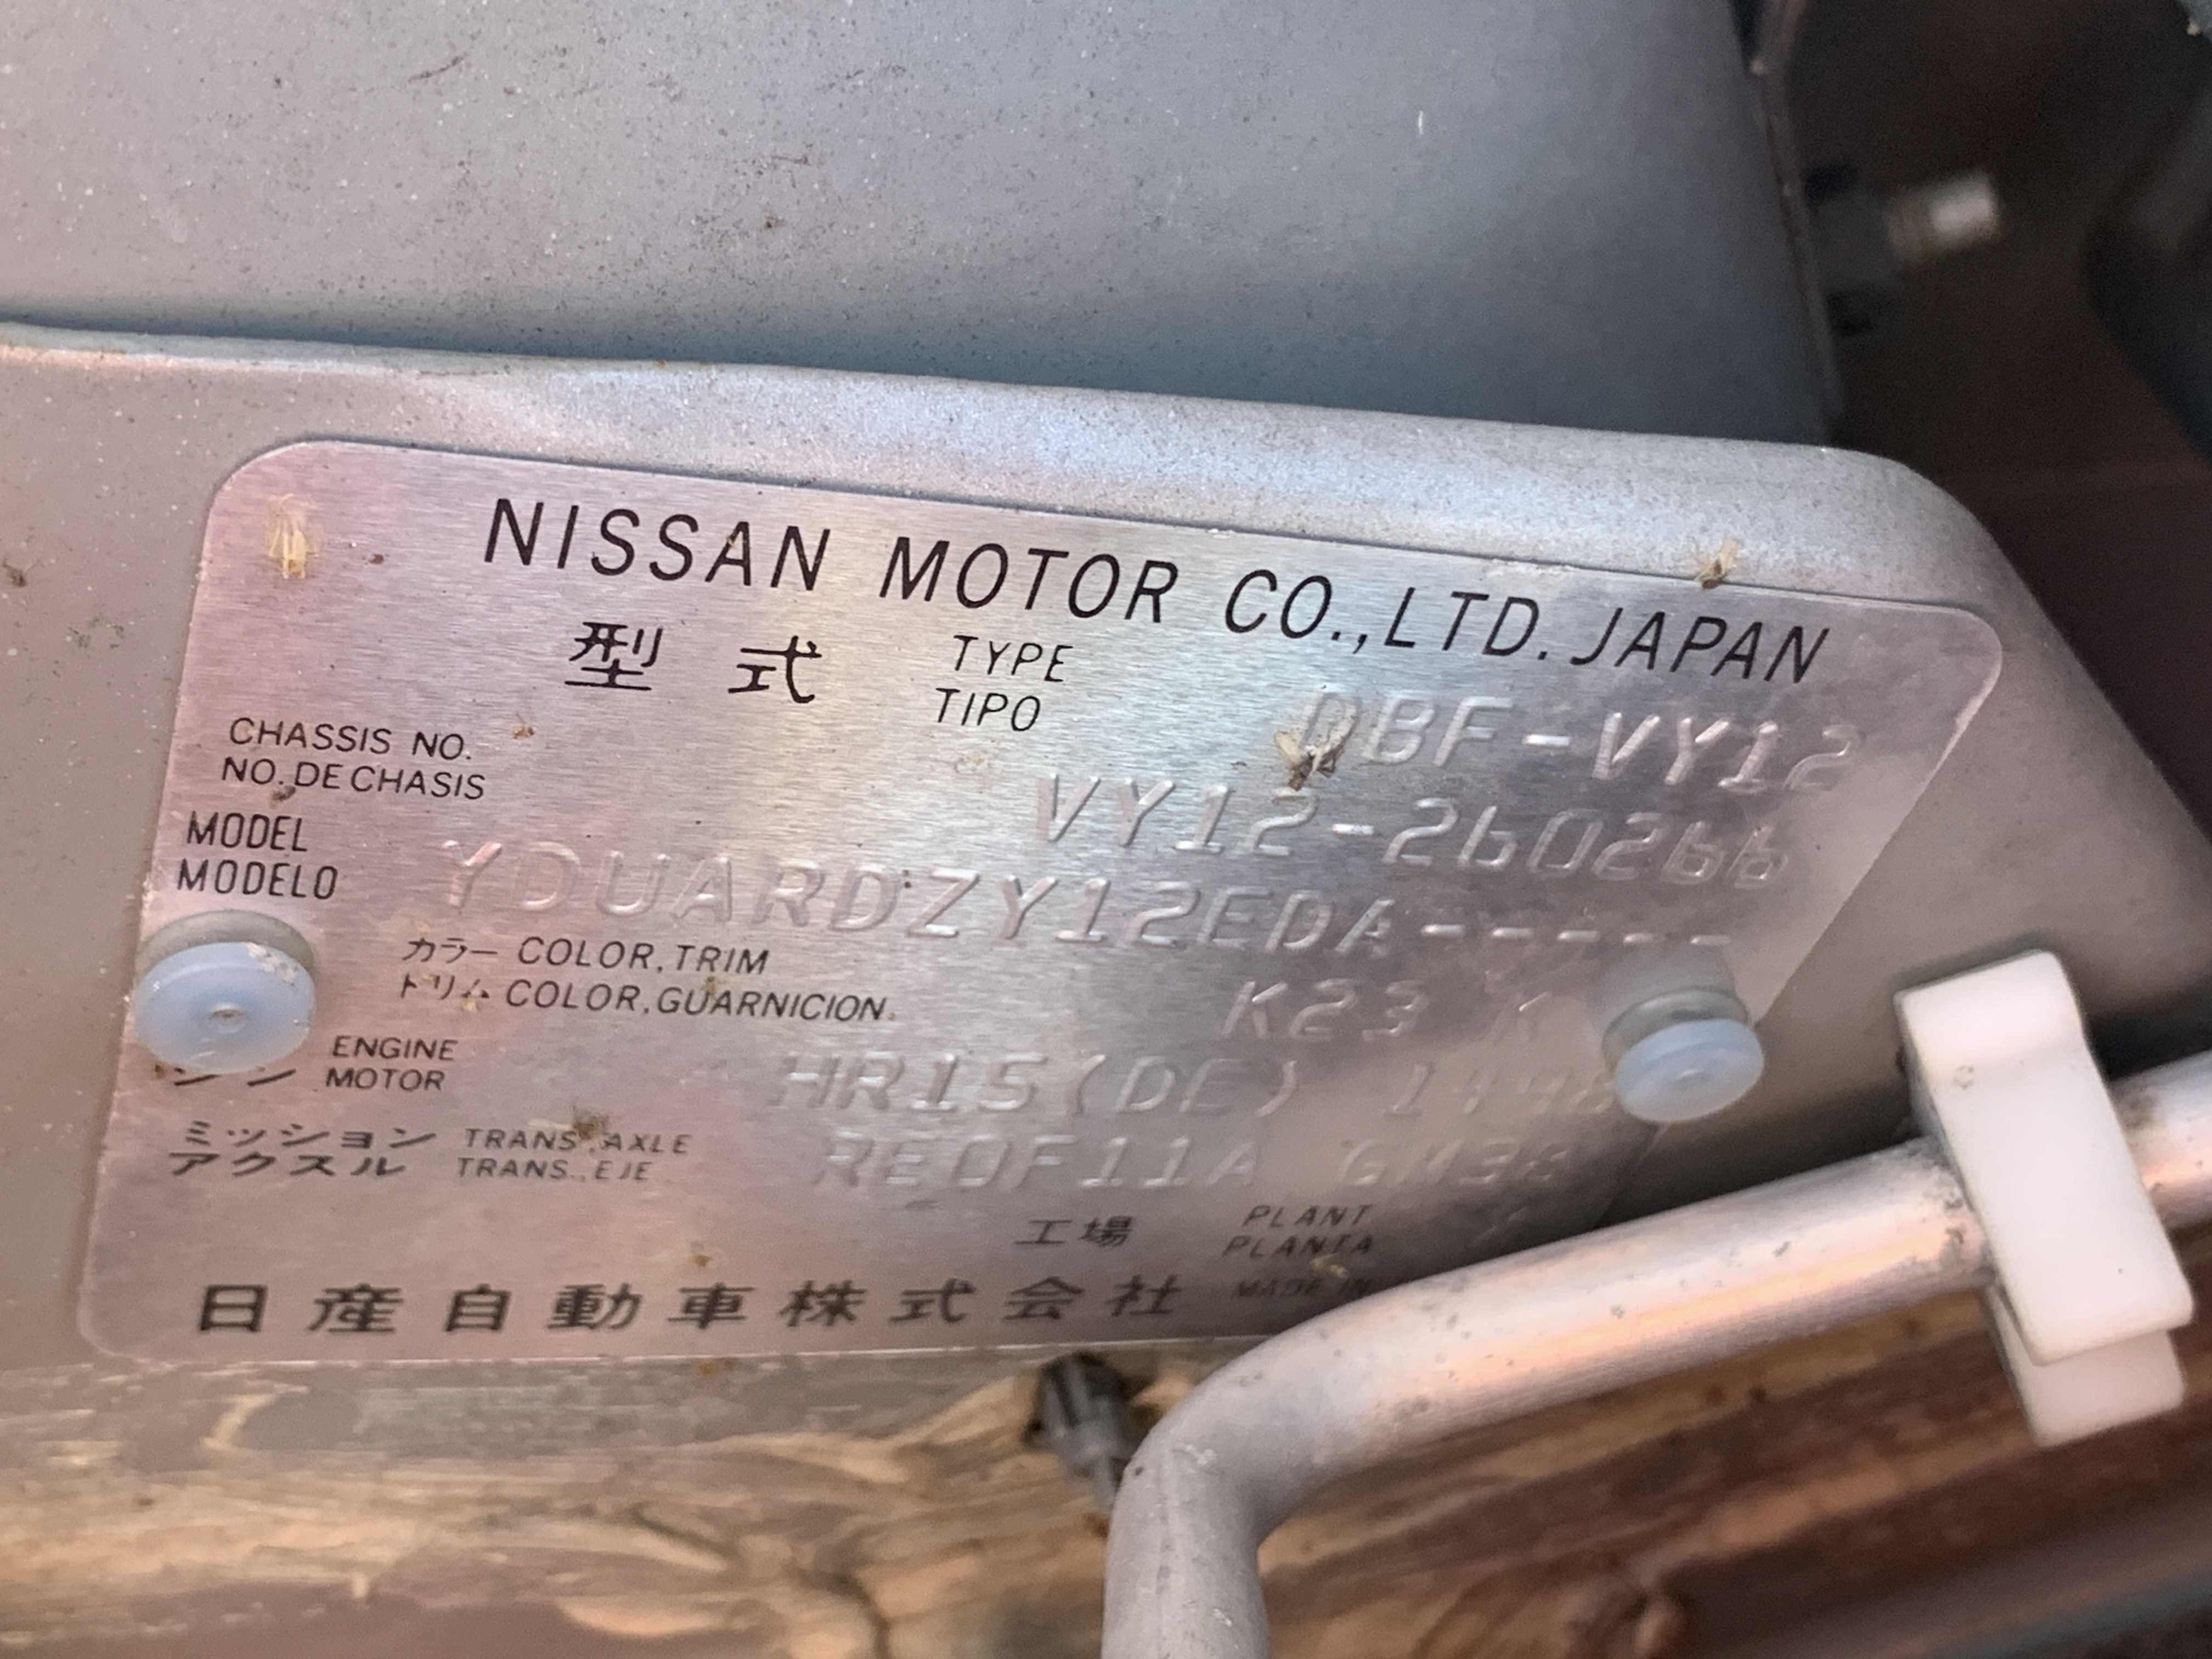 NISSAN MOTOR CO.,LTD. JAPAN
型式 TYPE DBF-VY12
TIPO
CHASSIS NO.
NO. DE CHASIS
MODEL YDUARDZY12EDA-----
MODELO
カラー COLOR,TRIM K23 K
トリム COLOR,GUARNICION
ENGINE HR15(DE)
MOTOR
ミッション TRANS.,AXLE RE0F11A
アクスル TRANS.,EJE
工場 PLANT
PLANTA
日産自動車株式会社 MADE IN